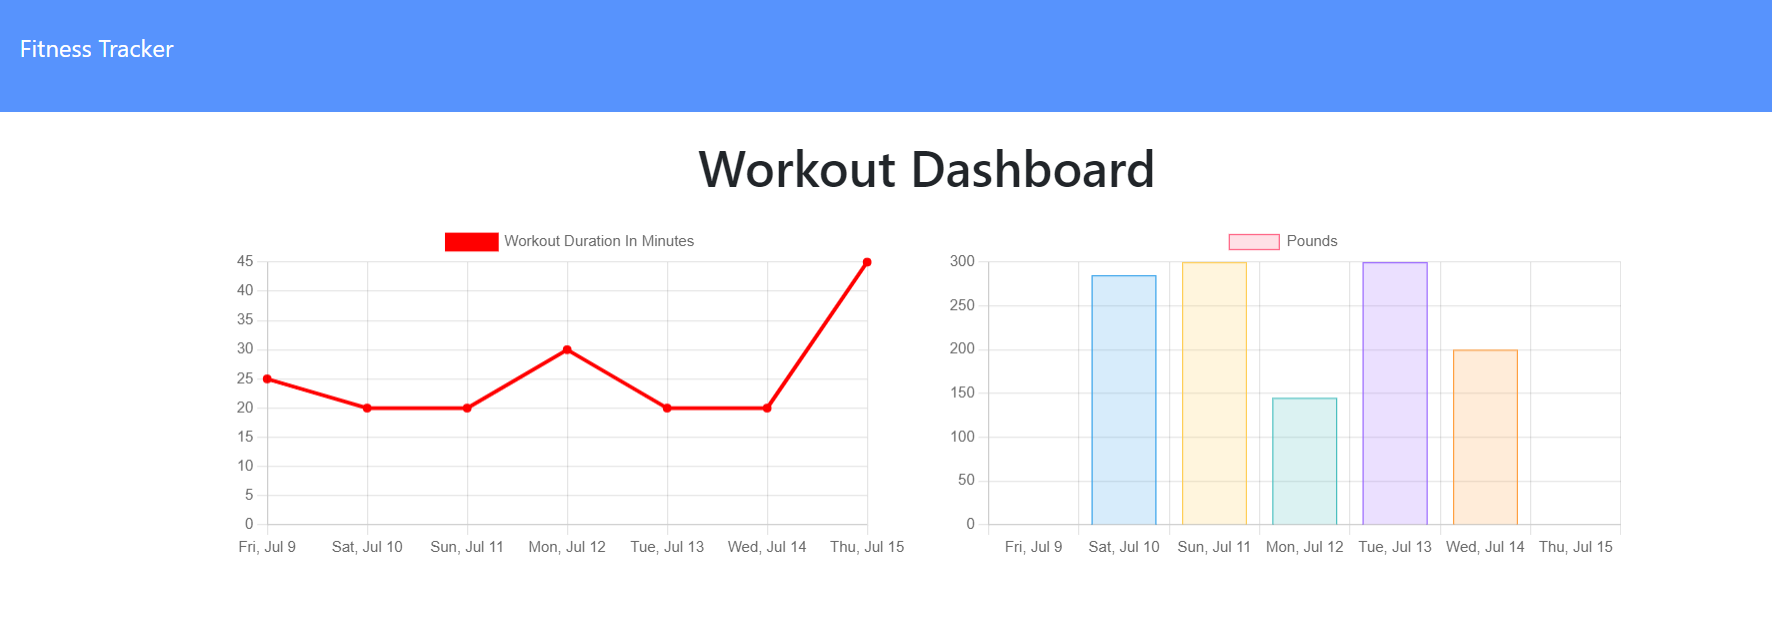 Fitness Tracker
Workout Dashboard
Workout Duration In Minutes
45
40
35
30
25
20
15
10
5
0
Fri, Jul 9 Sat, Jul 10 Sun, Jul 11 Mon, Jul 12 Tue, Jul 13 Wed, Jul 14 Thu, Jul 15
Pounds
300
250
200
150
100
50
0
Fri, Jul 9 Sat, Jul 10 Sun, Jul 11 Mon, Jul 12 Tue, Jul 13 Wed, Jul 14 Thu, Jul 15